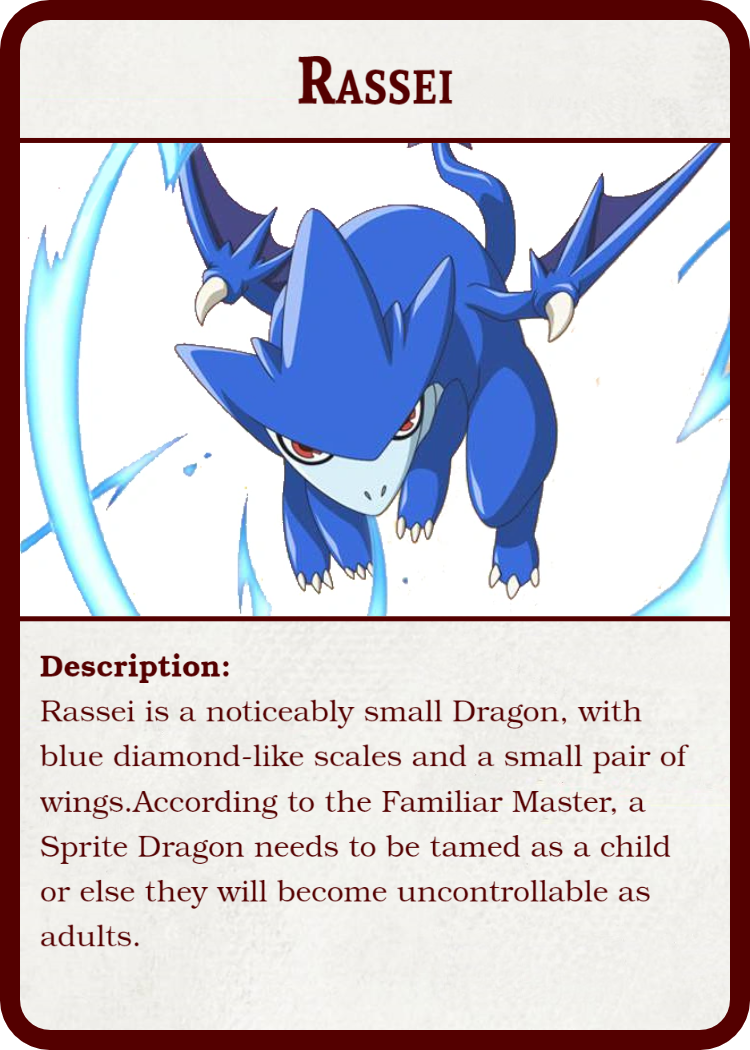 Rassei
Description:
Rassei is a noticeably small Dragon, with
blue diamond-like scales and a small pair of
wings.According to the Familiar Master, a
Sprite Dragon needs to be tamed as a child
or else they will become uncontrollable as
adults.